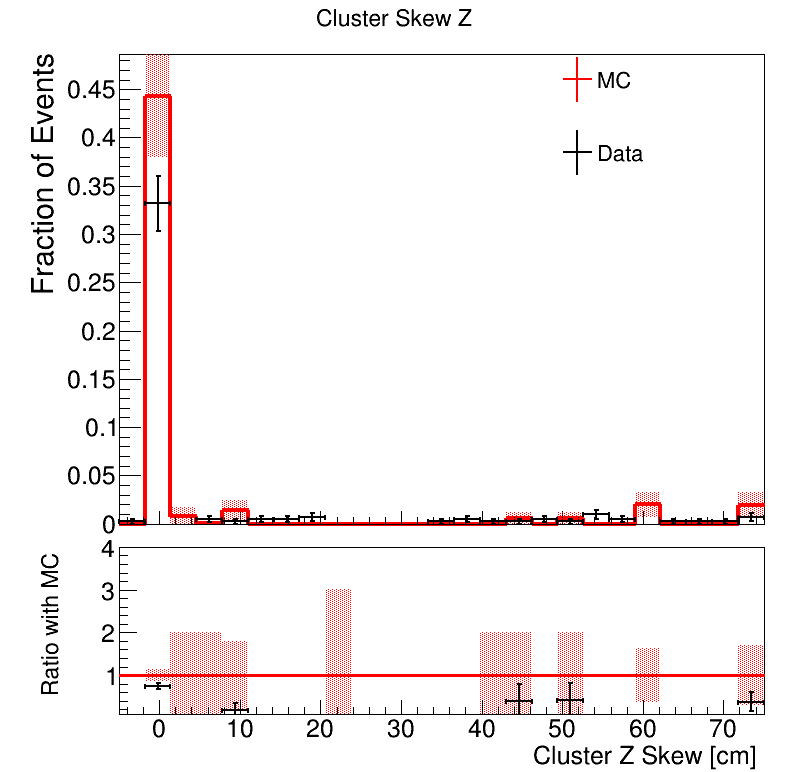 Cluster Skew Z
Fraction of Events
0.45
0.4
0.35
0.3
0.25
0.2
0.15
0.1
0.05
0
MC
Data
Ratio with MC
4
3
2
1
0 10 20 30 40 50 60 70
Cluster Z Skew [cm]